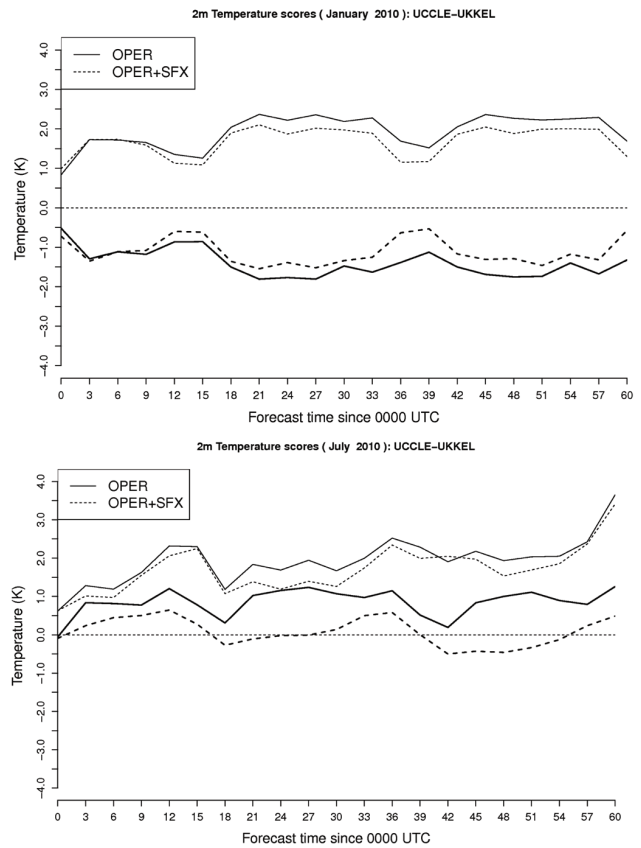 2m Temperature scores ( January 2010 ): UCCLE−UKKEL
OPER
OPER+SFX
4.0
3.0
2.0
1.0
0.0
−1.0
−2.0
−3.0
−4.0
Temperature (K)
0 3 6 9 12 15 18 21 24 27 30 33 36 39 42 45 48 51 54 57 60
Forecast time since 0000 UTC
2m Temperature scores ( July 2010 ): UCCLE−UKKEL
OPER
OPER+SFX
4.0
3.0
2.0
1.0
0.0
−1.0
−2.0
−3.0
−4.0
Temperature (K)
0 3 6 9 12 15 18 21 24 27 30 33 36 39 42 45 48 51 54 57 60
Forecast time since 0000 UTC